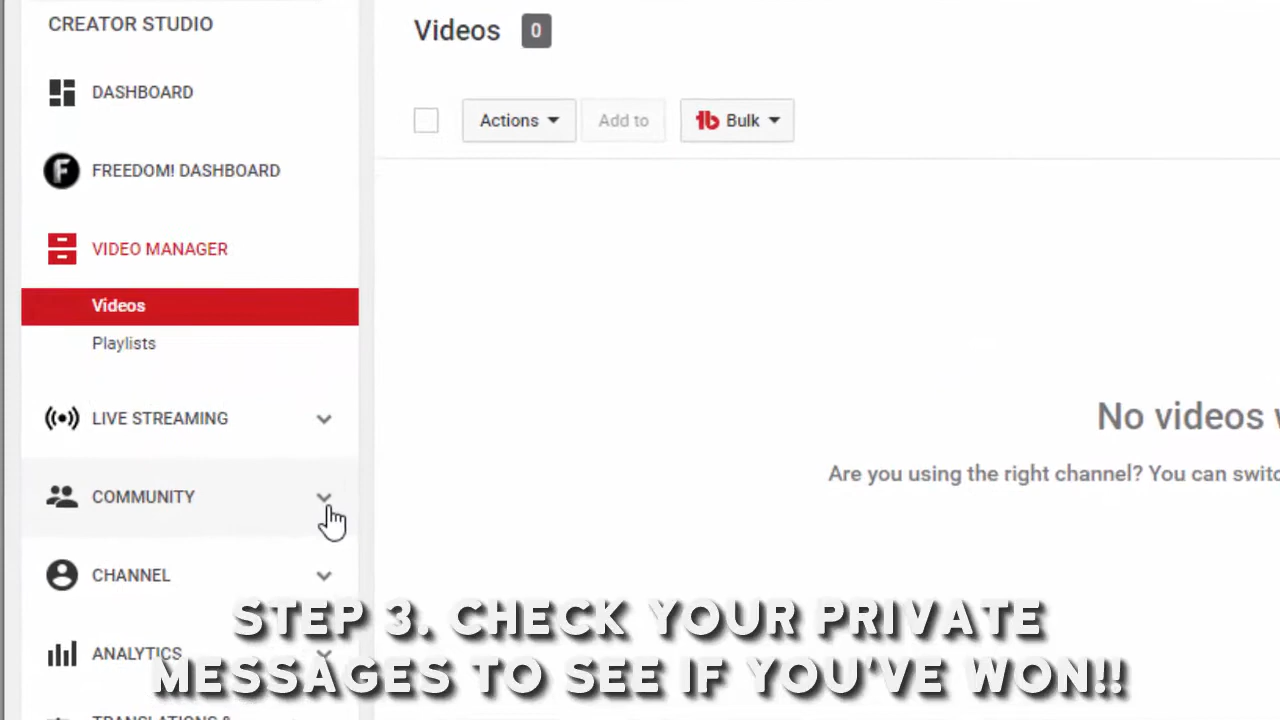 CREATOR STUDIO
DASHBOARD
FREEDOM! DASHBOARD
VIDEO MANAGER
Videos
Playlists
LIVE STREAMING
COMMUNITY
CHANNEL
ANALYTICS
TRANSLATIONS &
Videos 0
Actions Add to Bulk
No videos
Are you using the right channel? You can
STEP 3. CHECK YOUR PRIVATE
MESSAGES TO SEE IF YOU'VE WON!!